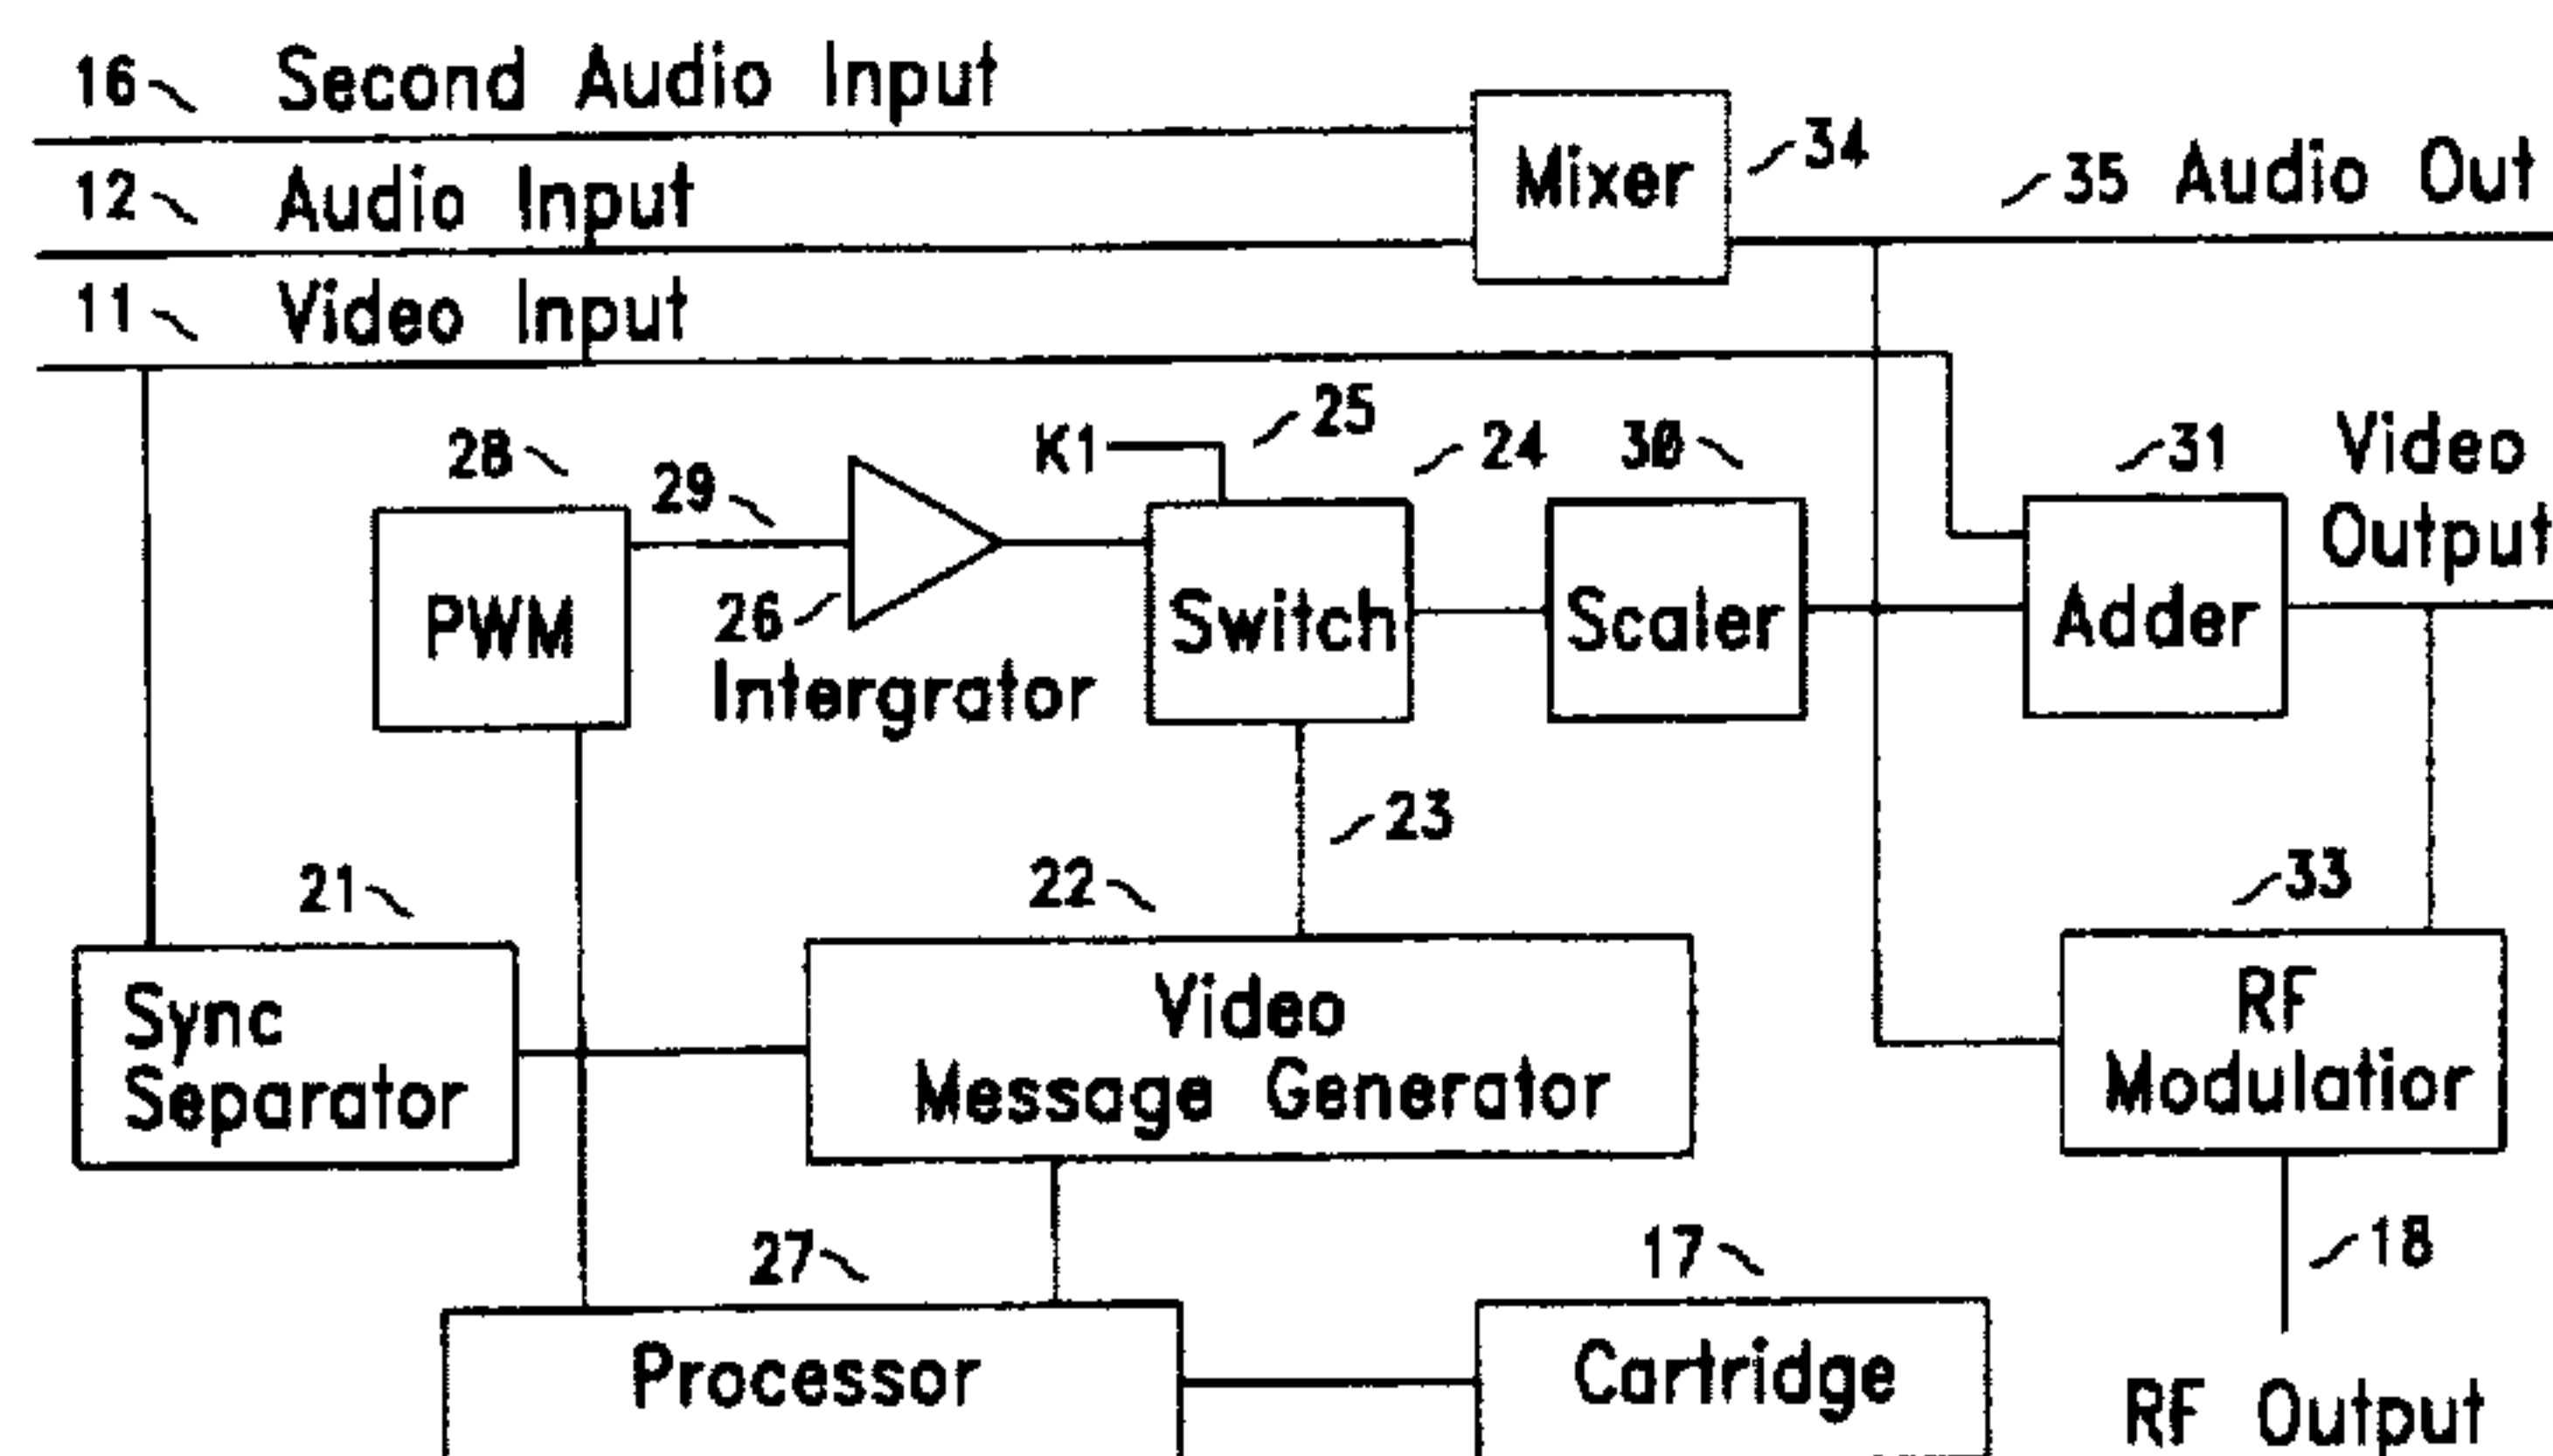 16 Second Audio Input
12 Audio Input
11 Video Input
Mixer
34
35 Audio Out
28
29
K1
25
24
30
31
Video
Output
PWM
26
Intergrator
Switch
Scaler
Adder
23
21
22
33
Sync
Separator
Video
Message Generator
RF
Modulatior
27
17
18
Processor
Cartridge
RF Output